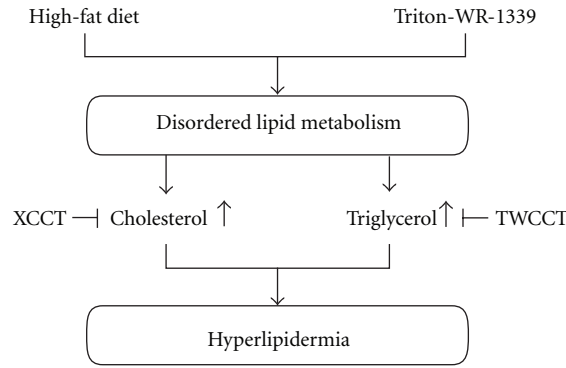 High-fat diet
Triton-WR-1339
Disordered lipid metabolism
XCCT
Cholesterol
Triglycerol
TWCCT
Hyperlipidermia